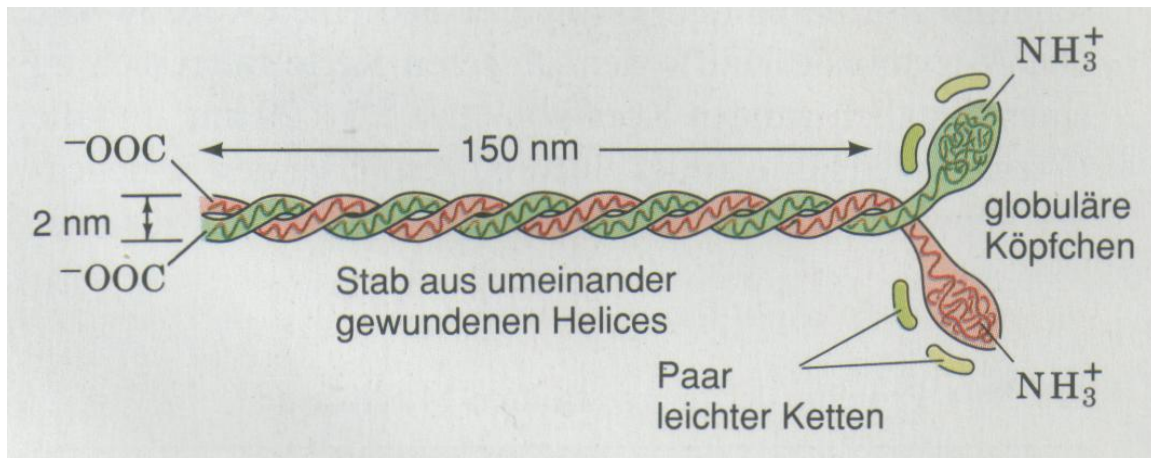 NH₃⁺
⁻OOC
150 nm
2 nm
globuläre
Köpfchen
⁻OOC
Stab aus umeinander
gewundenen Helices
Paar
leichter Ketten
NH₃⁺